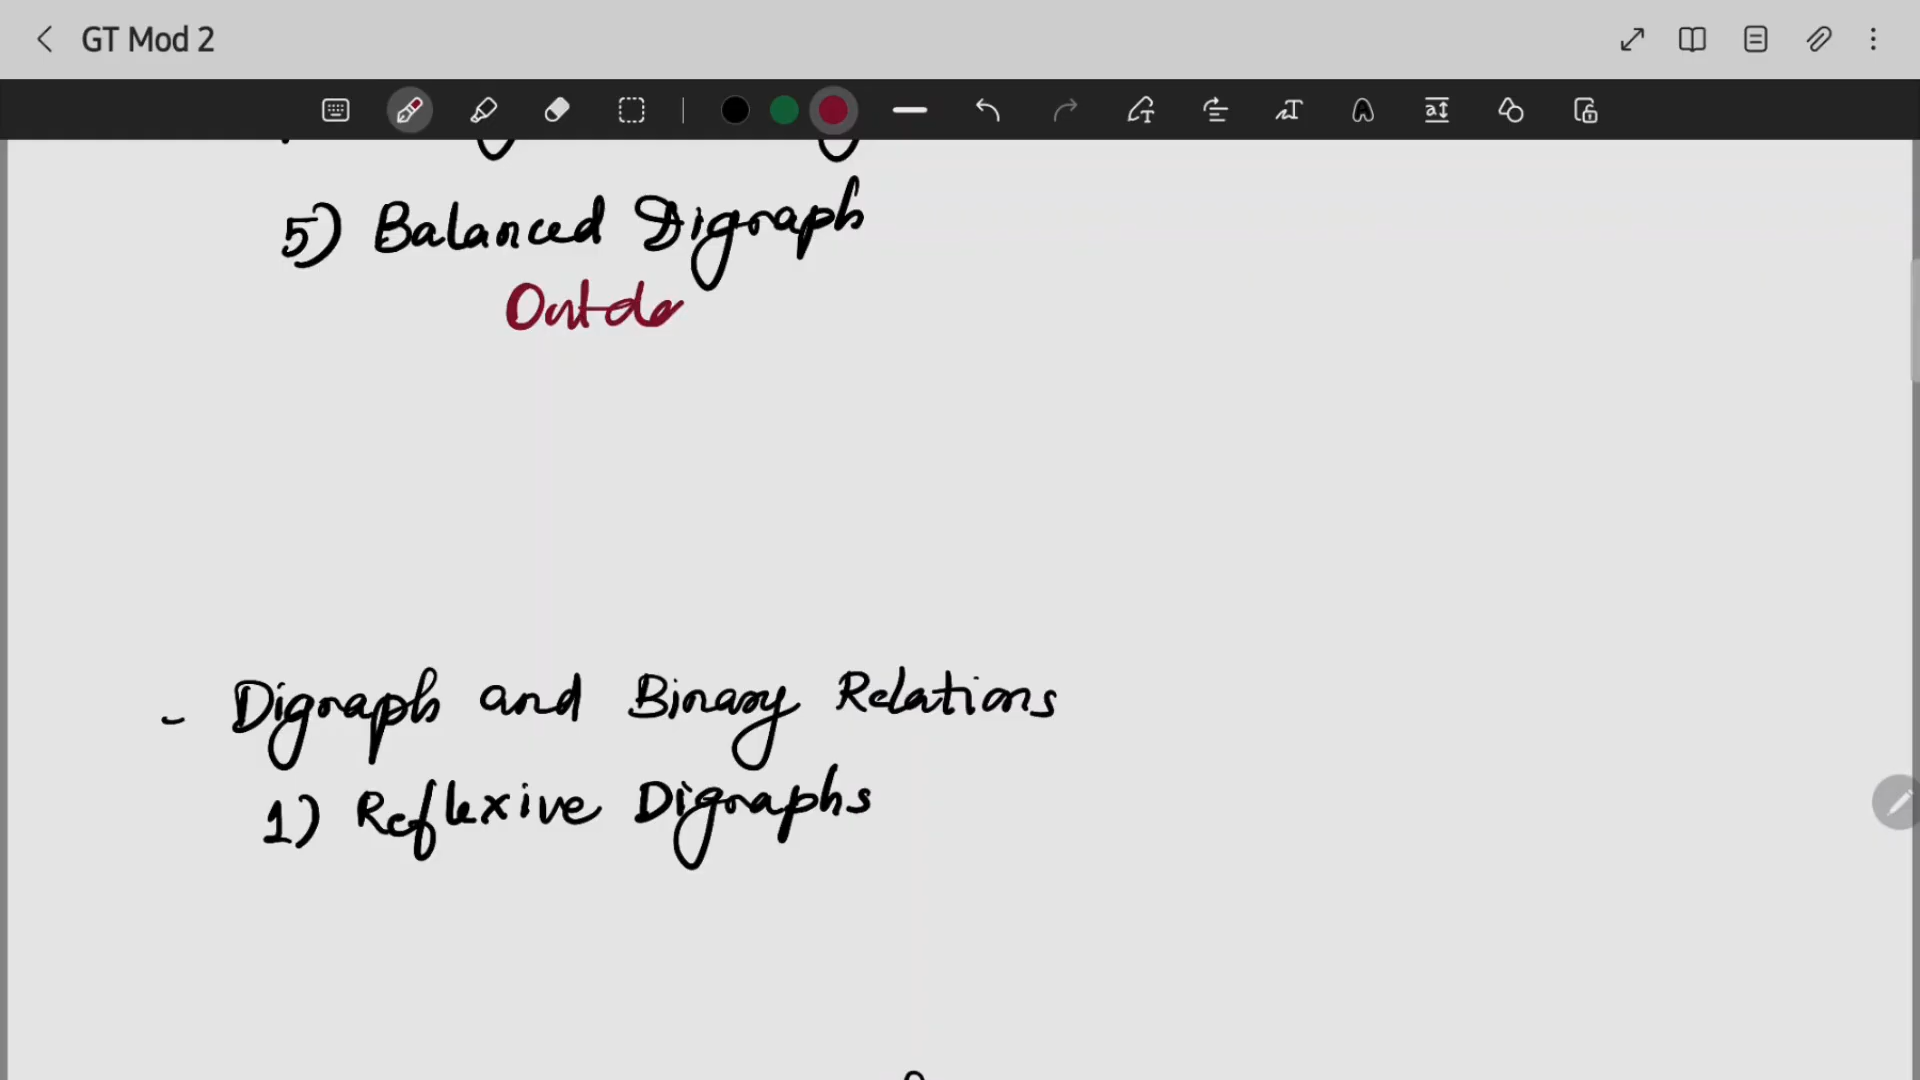 GT Mod 2
5) Balanced Digraph
Outde
- Digraph and Binary Relations
1) Reflexive Digraphs